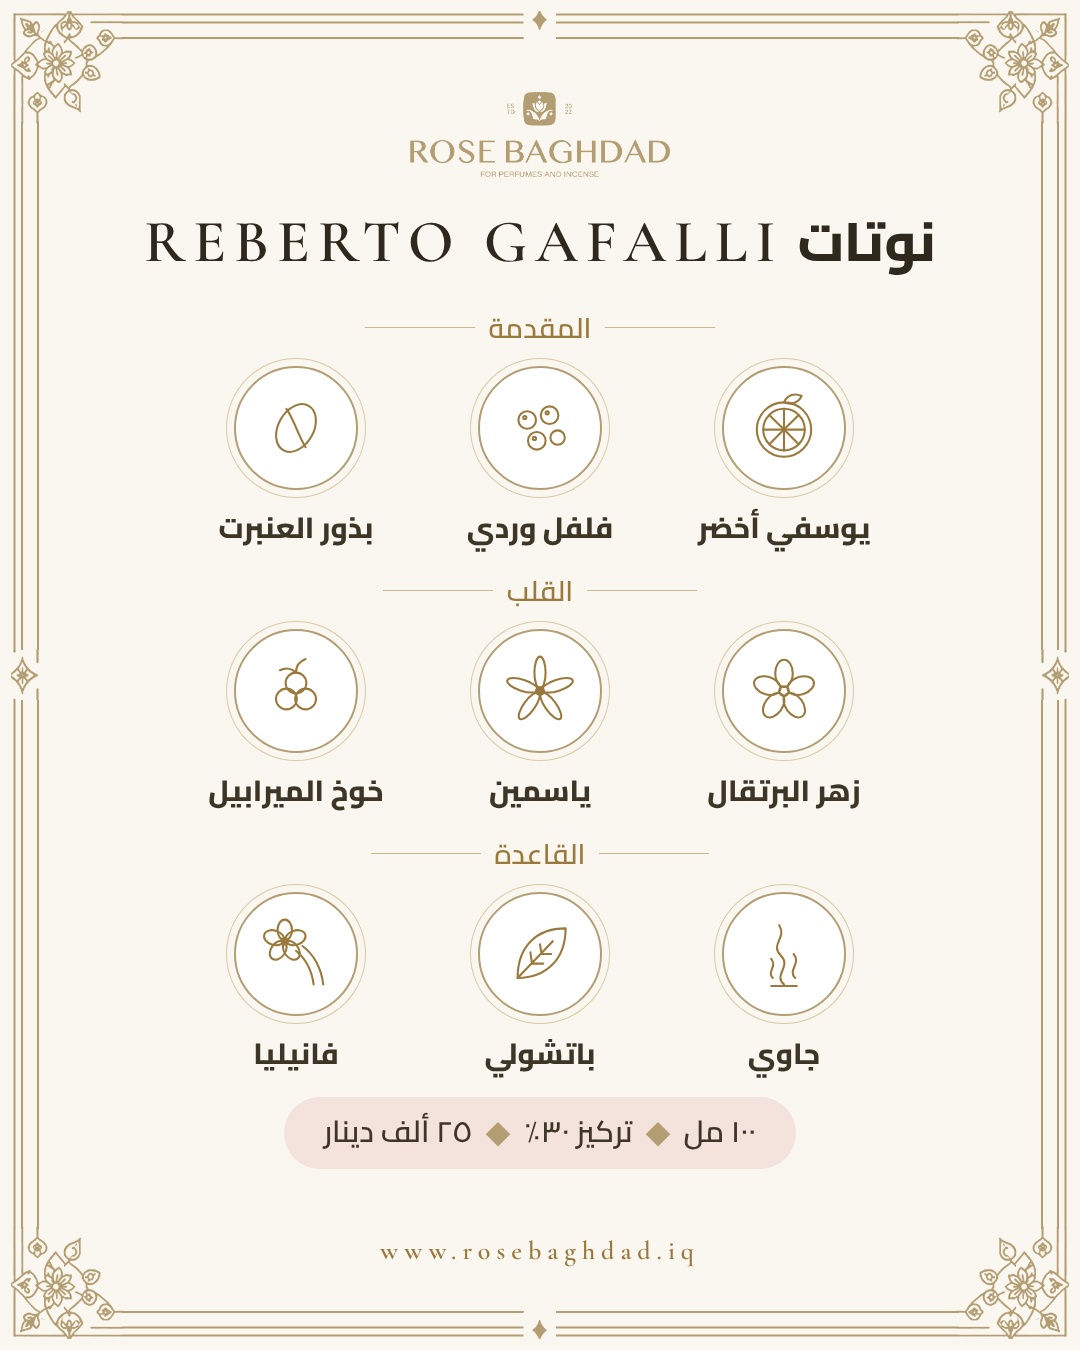 ES TD 20 22
ROSE BAGHDAD
FOR PERFUMES AND INCENSE
نوتات REBERTO GAFALLI
المقدمة
يوسفي أخضر فلفل وردي بذور العنبرت
القلب
زهر البرتقال ياسمين خوخ الميرابيل
القاعدة
جاوي باتشولي فانيليا
١٠٠ مل ◆ تركيز ٣٠٪ ◆ ٢٥ ألف دينار
www.rosebaghdad.iq